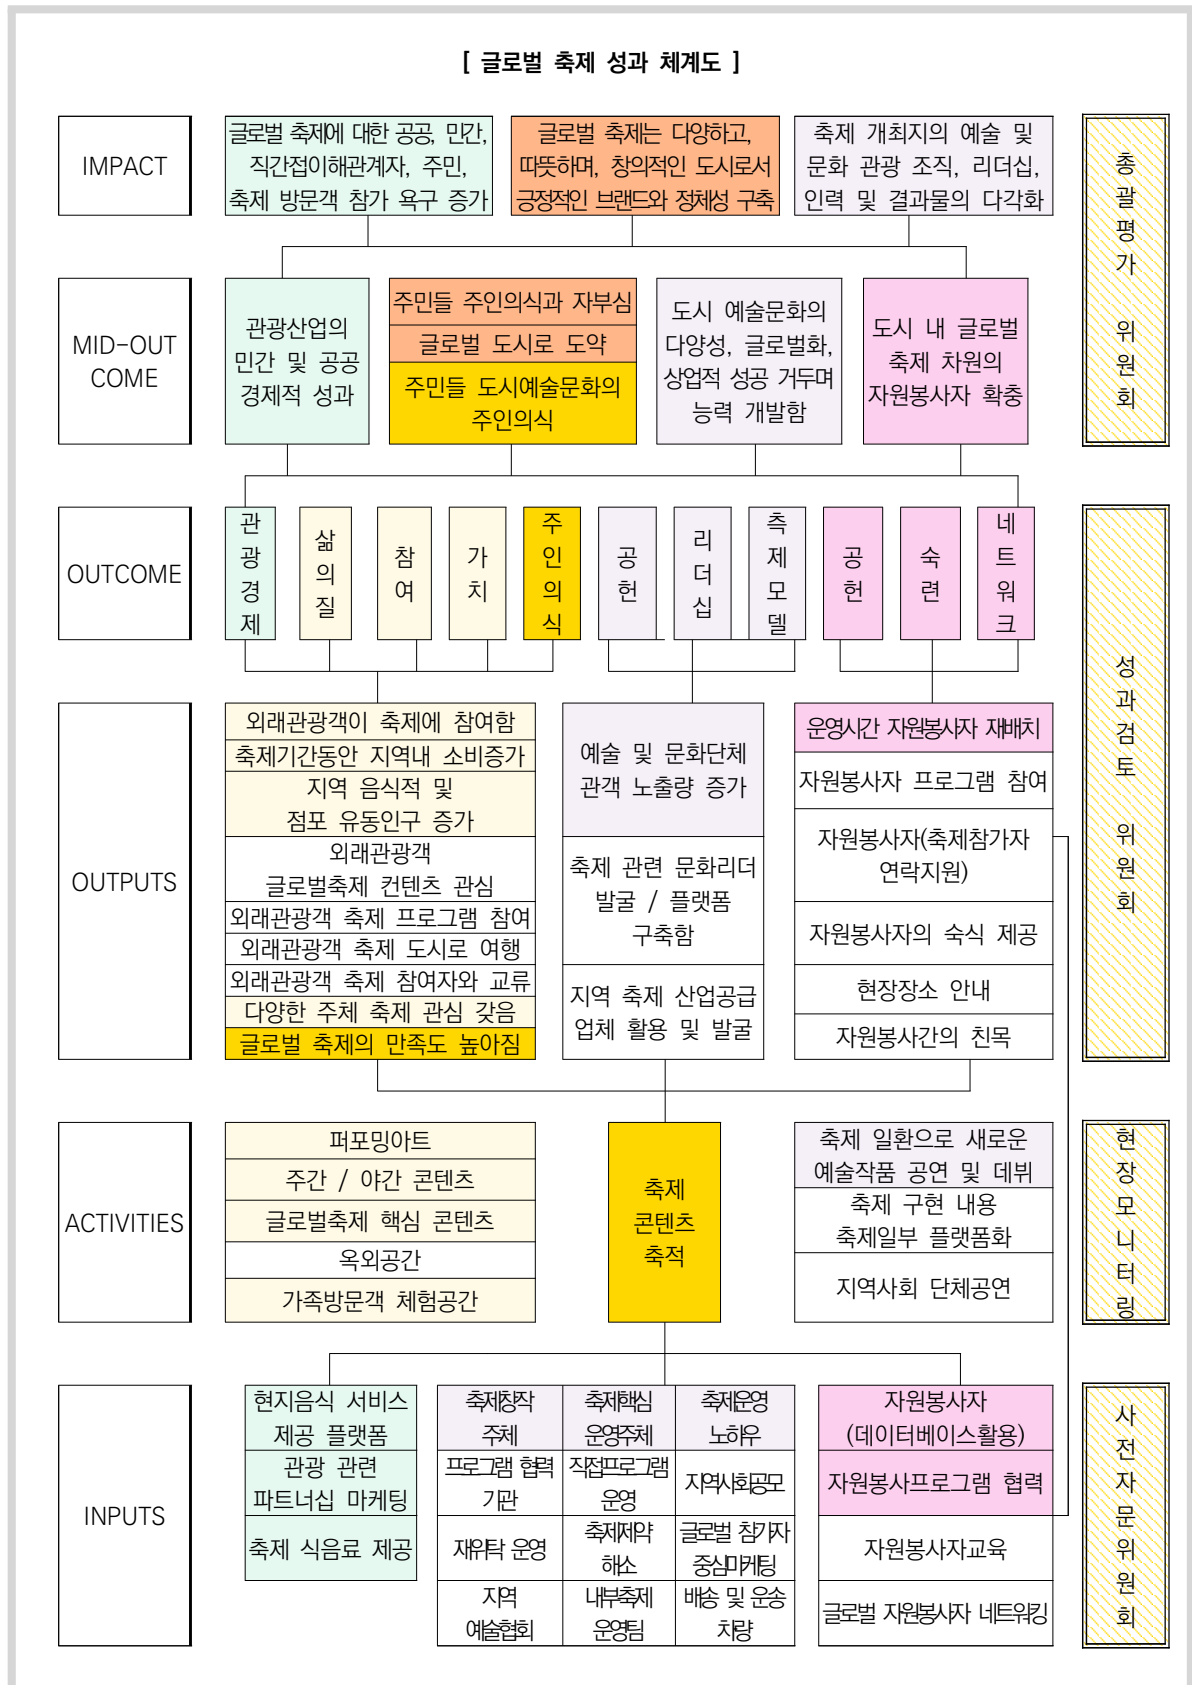 [ 글로벌 축제 성과 체계도 ]
IMPACT
글로벌 축제에 대한 공공, 민간,
직간접이해관계자, 주민,
축제 방문객 참가 욕구 증가
글로벌 축제는 다양하고,
따뜻하며, 창의적인 도시로서
긍정적인 브랜드와 정체성 구축
축제 개최지의 예술 및
문화 관광 조직, 리더십,
인력 및 결과물의 다각화
총괄평가 위원회
MID-OUT
COME
관광산업의
민간 및 공공
경제적 성과
주민들 주인의식과 자부심
글로벌 도시로 도약
주민들 도시예술문화의
주인의식
도시 예술문화의
다양성, 글로벌화,
상업적 성공 거두며
능력 개발함
도시 내 글로벌
축제 차원의
자원봉사자 확충
OUTCOME
관광경제
삶의질
참여
가치
주인의식
공헌
리더십
측제모델
공헌
숙련
네트워크
성과검토 위원회
OUTPUTS
외래관광객이 축제에 참여함
축제기간동안 지역내 소비증가
지역 음식적 및
점포 유동인구 증가
외래관광객
글로벌축제 컨텐츠 관심
외래관광객 축제 프로그램 참여
외래관광객 축제 도시로 여행
외래관광객 축제 참여자와 교류
다양한 주체 축제 관심 갖음
글로벌 축제의 만족도 높아짐
예술 및 문화단체
관객 노출량 증가
축제 관련 문화리더
발굴 / 플랫폼
구축함
지역 축제 산업공급
업체 활용 및 발굴
운영시간 자원봉사자 재배치
자원봉사자 프로그램 참여
자원봉사자(축제참가자
연락지원)
자원봉사자의 숙식 제공
현장장소 안내
자원봉사간의 친목
ACTIVITIES
퍼포밍아트
주간 / 야간 콘텐츠
글로벌축제 핵심 콘텐츠
옥외공간
가족방문객 체험공간
축제
콘텐츠
축적
축제 일환으로 새로운
예술작품 공연 및 데뷔
축제 구현 내용
축제일부 플랫폼화
지역사회 단체공연
현장모니터링
INPUTS
현지음식 서비스
제공 플랫폼
관광 관련
파트너십 마케팅
축제 식음료 제공
축제창작
주체
프로그램 협력
기관
재위탁 운영
지역
예술협회
축제핵심
운영주체
직접프로그램
운영
축제제약
해소
내부축제
운영팀
축제운영
노하우
지역사회공모
글로벌 참가자
중심마케팅
배송 및 운송
차량
자원봉사자
(데이터베이스활용)
자원봉사프로그램 협력
자원봉사자교육
글로벌 자원봉사자 네트워킹
사전자문위원회